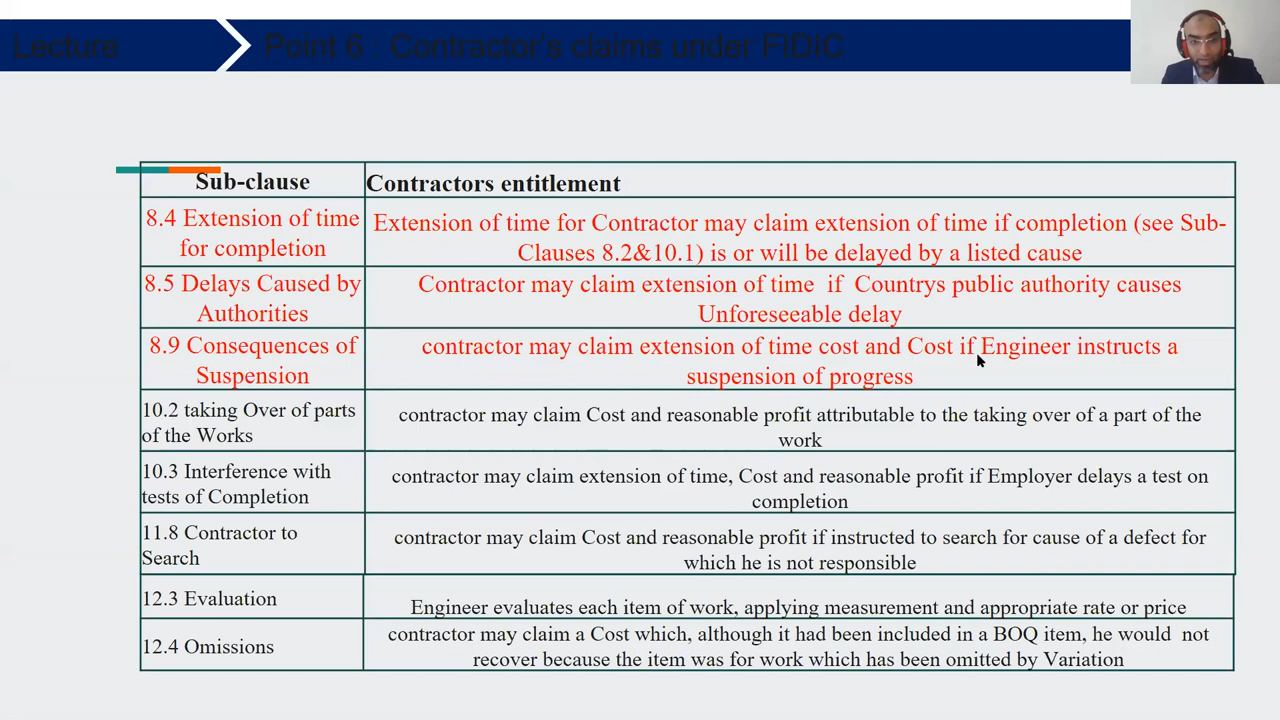 Lecture
Point 6 : Contractor's claims under FIDIC
Sub-clause
Contractors entitlement
8.4 Extension of time
for completion
Extension of time for Contractor may claim extension of time if completion (see Sub-
Clauses 8.2&10.1) is or will be delayed by a listed cause
8.5 Delays Caused by
Authorities
Contractor may claim extension of time if Countrys public authority causes
Unforeseeable delay
8.9 Consequences of
Suspension
contractor may claim extension of time cost and Cost if Engineer instructs a
suspension of progress
10.2 taking Over of parts
of the Works
contractor may claim Cost and reasonable profit attributable to the taking over of a part of the
work
10.3 Interference with
tests of Completion
contractor may claim extension of time, Cost and reasonable profit if Employer delays a test on
completion
11.8 Contractor to
Search
contractor may claim Cost and reasonable profit if instructed to search for cause of a defect for
which he is not responsible
12.3 Evaluation
Engineer evaluates each item of work, applying measurement and appropriate rate or price
12.4 Omissions
contractor may claim a Cost which, although it had been included in a BOQ item, he would not
recover because the item was for work which has been omitted by Variation